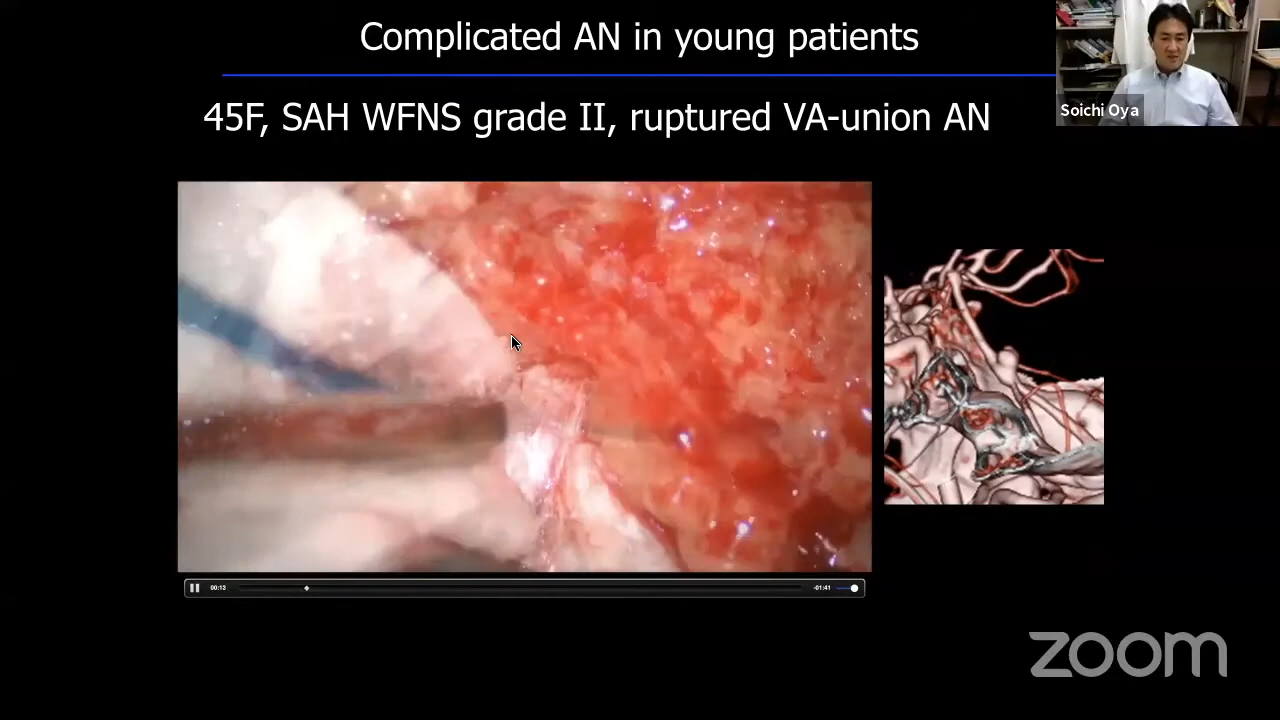 Complicated AN in young patients
45F, SAH WFNS grade II, ruptured VA-union AN
Soichi Oya
00:13
-01:41
zoom